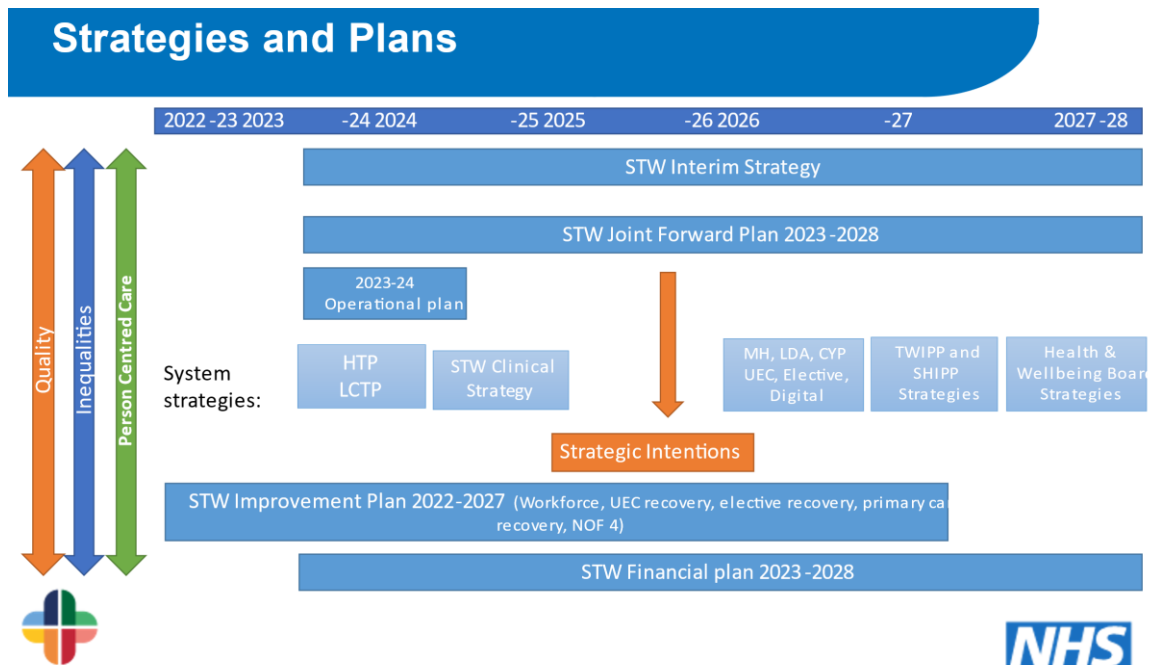 Strategies and Plans
2022 -23 2023 -24 2024 -25 2025 -26 2026 -27 2027 -28
STW Interim Strategy
STW Joint Forward Plan 2023 -2028
2023-24
Operational plan
Quality
Inequalities
Person Centred Care
System
strategies:
HTP
LCTP
STW Clinical
Strategy
MH, LDA, CYP
UEC, Elective,
Digital
TWIPP and
SHIPP
Strategies
Health &
Wellbeing Board
Strategies
Strategic Intentions
STW Improvement Plan 2022-2027 (Workforce, UEC recovery, elective recovery, primary car
recovery, NOF 4)
STW Financial plan 2023-2028
NHS